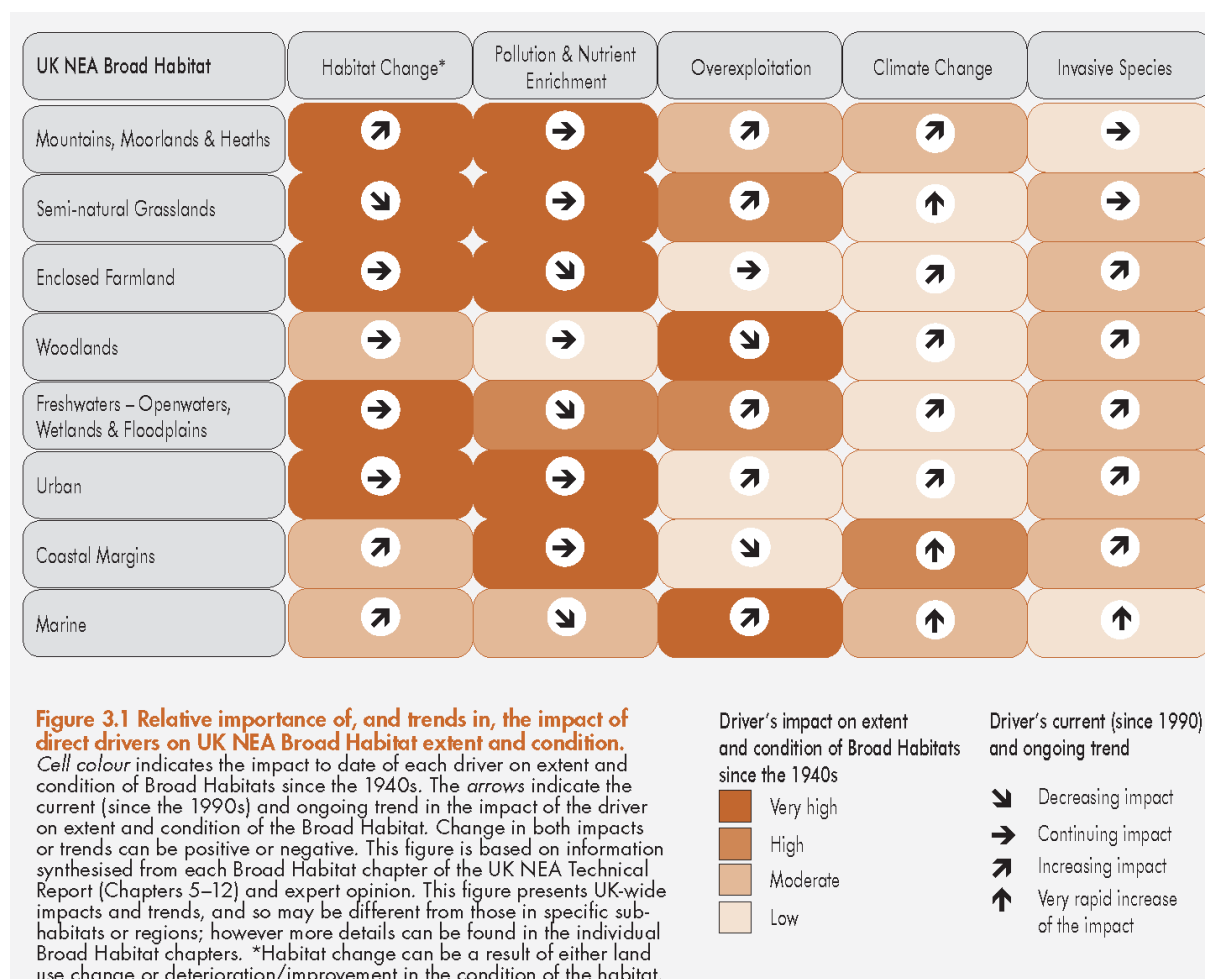 UK NEA Broad Habitat
Habitat Change*
Pollution & Nutrient
Enrichment
Overexploitation
Climate Change
Invasive Species
Mountains, Moorlands & Heaths
Semi-natural Grasslands
Enclosed Farmland
Woodlands
Freshwaters – Openwaters,
Wetlands & Floodplains
Urban
Coastal Margins
Marine
Figure 3.1 Relative importance of, and trends in, the impact of
direct drivers on UK NEA Broad Habitat extent and condition.
Cell colour indicates the impact to date of each driver on extent and
condition of Broad Habitats since the 1940s. The arrows indicate the
current (since the 1990s) and ongoing trend in the impact of the driver
on extent and condition of the Broad Habitat. Change in both impacts
or trends can be positive or negative. This figure is based on information
synthesised from each Broad Habitat chapter of the UK NEA Technical
Report (Chapters 5–12) and expert opinion. This figure presents UK-wide
impacts and trends, and so may be different from those in specific sub-
habitats or regions; however more details can be found in the individual
Broad Habitat chapters. *Habitat change can be a result of either land
use change or deterioration/improvement in the condition of the habitat.
Driver's impact on extent
and condition of Broad Habitats
since the 1940s
Very high
High
Moderate
Low
Driver's current (since 1990)
and ongoing trend
Decreasing impact
Continuing impact
Increasing impact
Very rapid increase
of the impact